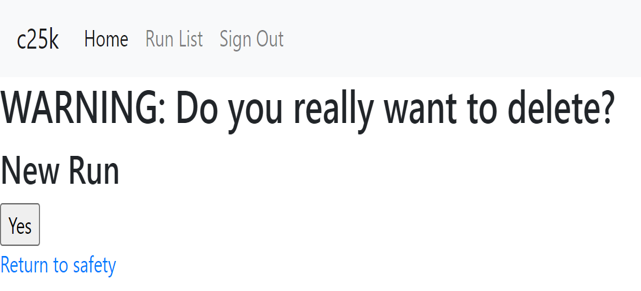 c25k Home Run List Sign Out
WARNING: Do you really want to delete?
New Run
Yes
Return to safety